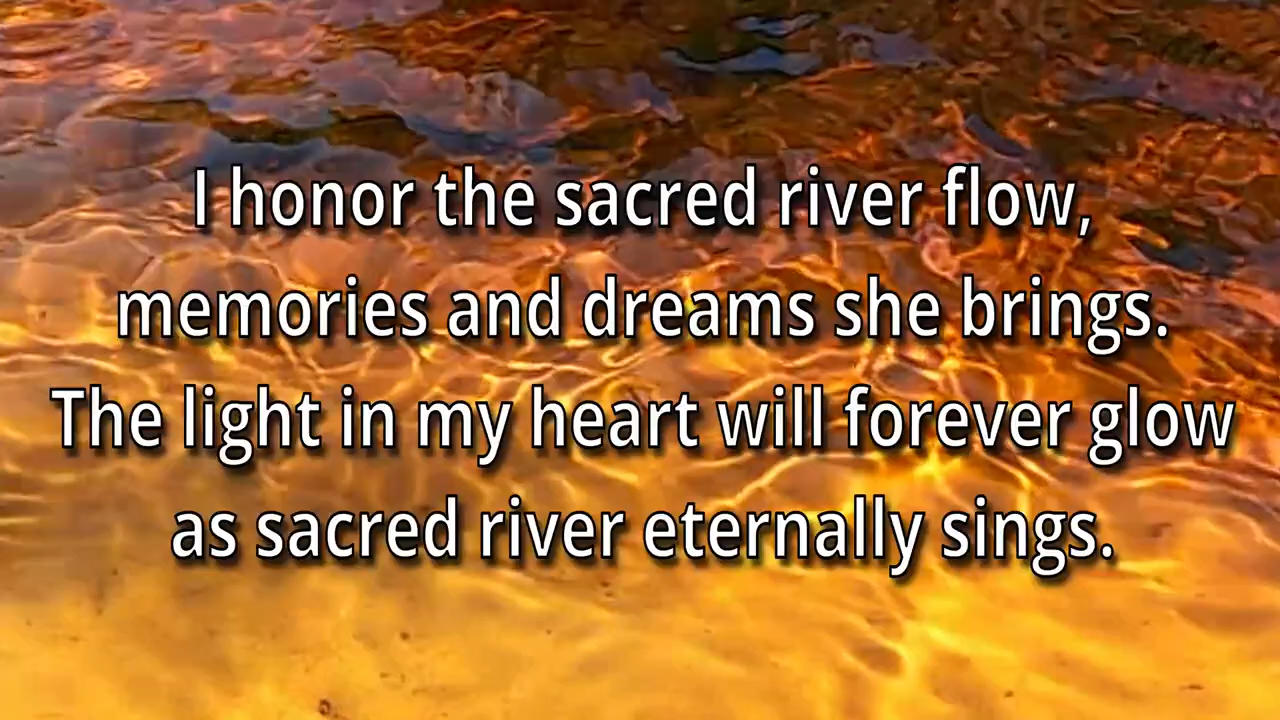 I honor the sacred river flow,
memories and dreams she brings.
The light in my heart will forever glow
as sacred river eternally sings.